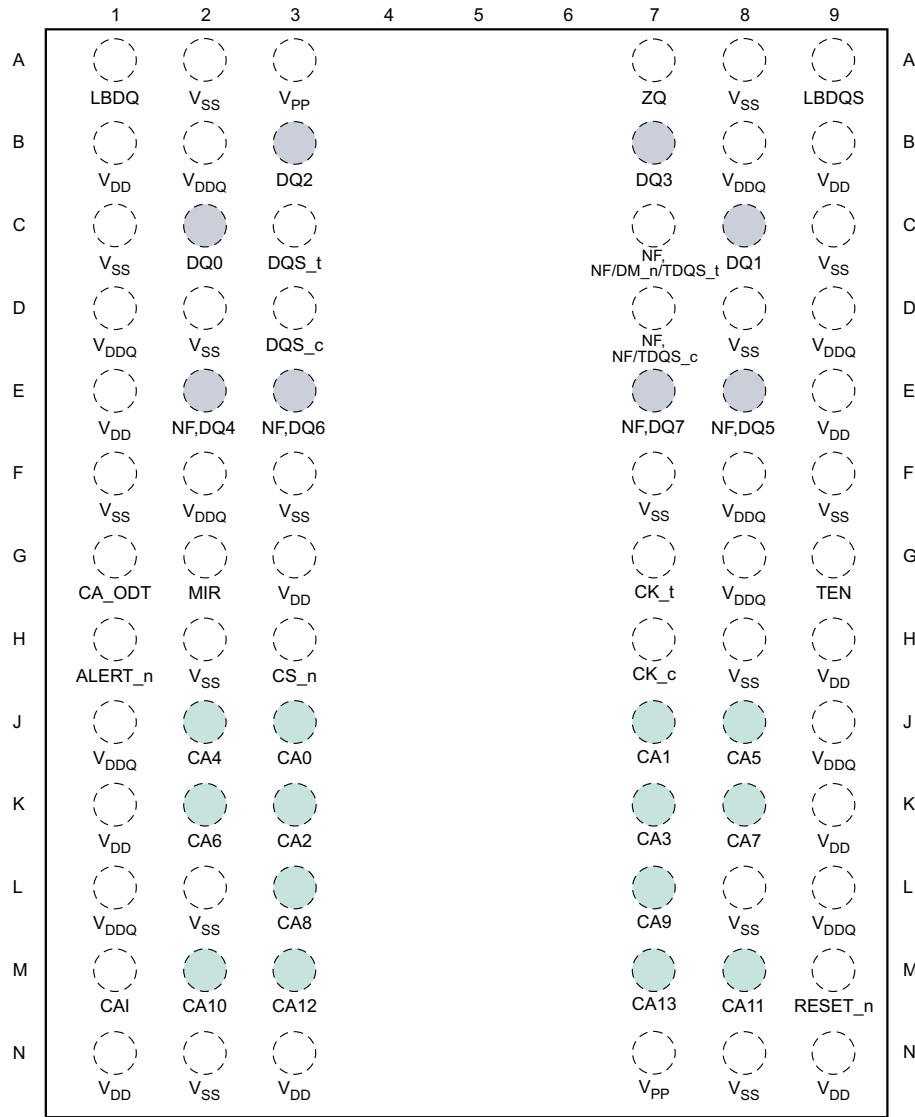 1 2 3 4 5 6 7 8 9
A A
LBDQ VSS VPP ZQ VSS LBDQS
B B
VDD VDDQ DQ2 DQ3 VDDQ VDD
C C
VSS DQ0 DQS_t NF, NF/DM_n/TDQS_t DQ1 VSS
D D
VDDQ VSS DQS_c NF, NF/TDQS_c VSS VDDQ
E E
VDD NF,DQ4 NF,DQ6 NF,DQ7 NF,DQ5 VDD
F F
VSS VDDQ VSS VSS VDDQ VSS
G G
CA_ODT MIR VDD CK_t VDDQ TEN
H H
ALERT_n VSS CS_n CK_c VSS VDD
J J
VDDQ CA4 CA0 CA1 CA5 VDDQ
K K
VDD CA6 CA2 CA3 CA7 VDD
L L
VDDQ VSS CA8 CA9 VSS VDDQ
M M
CAI CA10 CA12 CA13 CA11 RESET_n
N N
VDD VSS VDD VPP VSS VDD